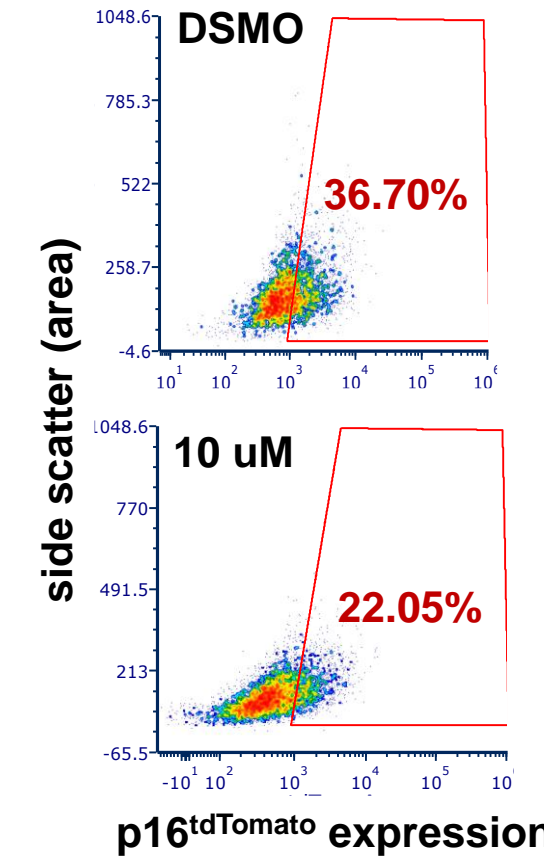 DSMO
1048.6
785.3
522
258.7
-4.6
36.70%
10^1 10^2 10^3 10^4 10^5 10^6
side scatter (area)
1048.6
10 uM
770
491.5
213
-65.5
22.05%
-10^1 10^2 10^3 10^4 10^5 10
p16^tdTomato expression